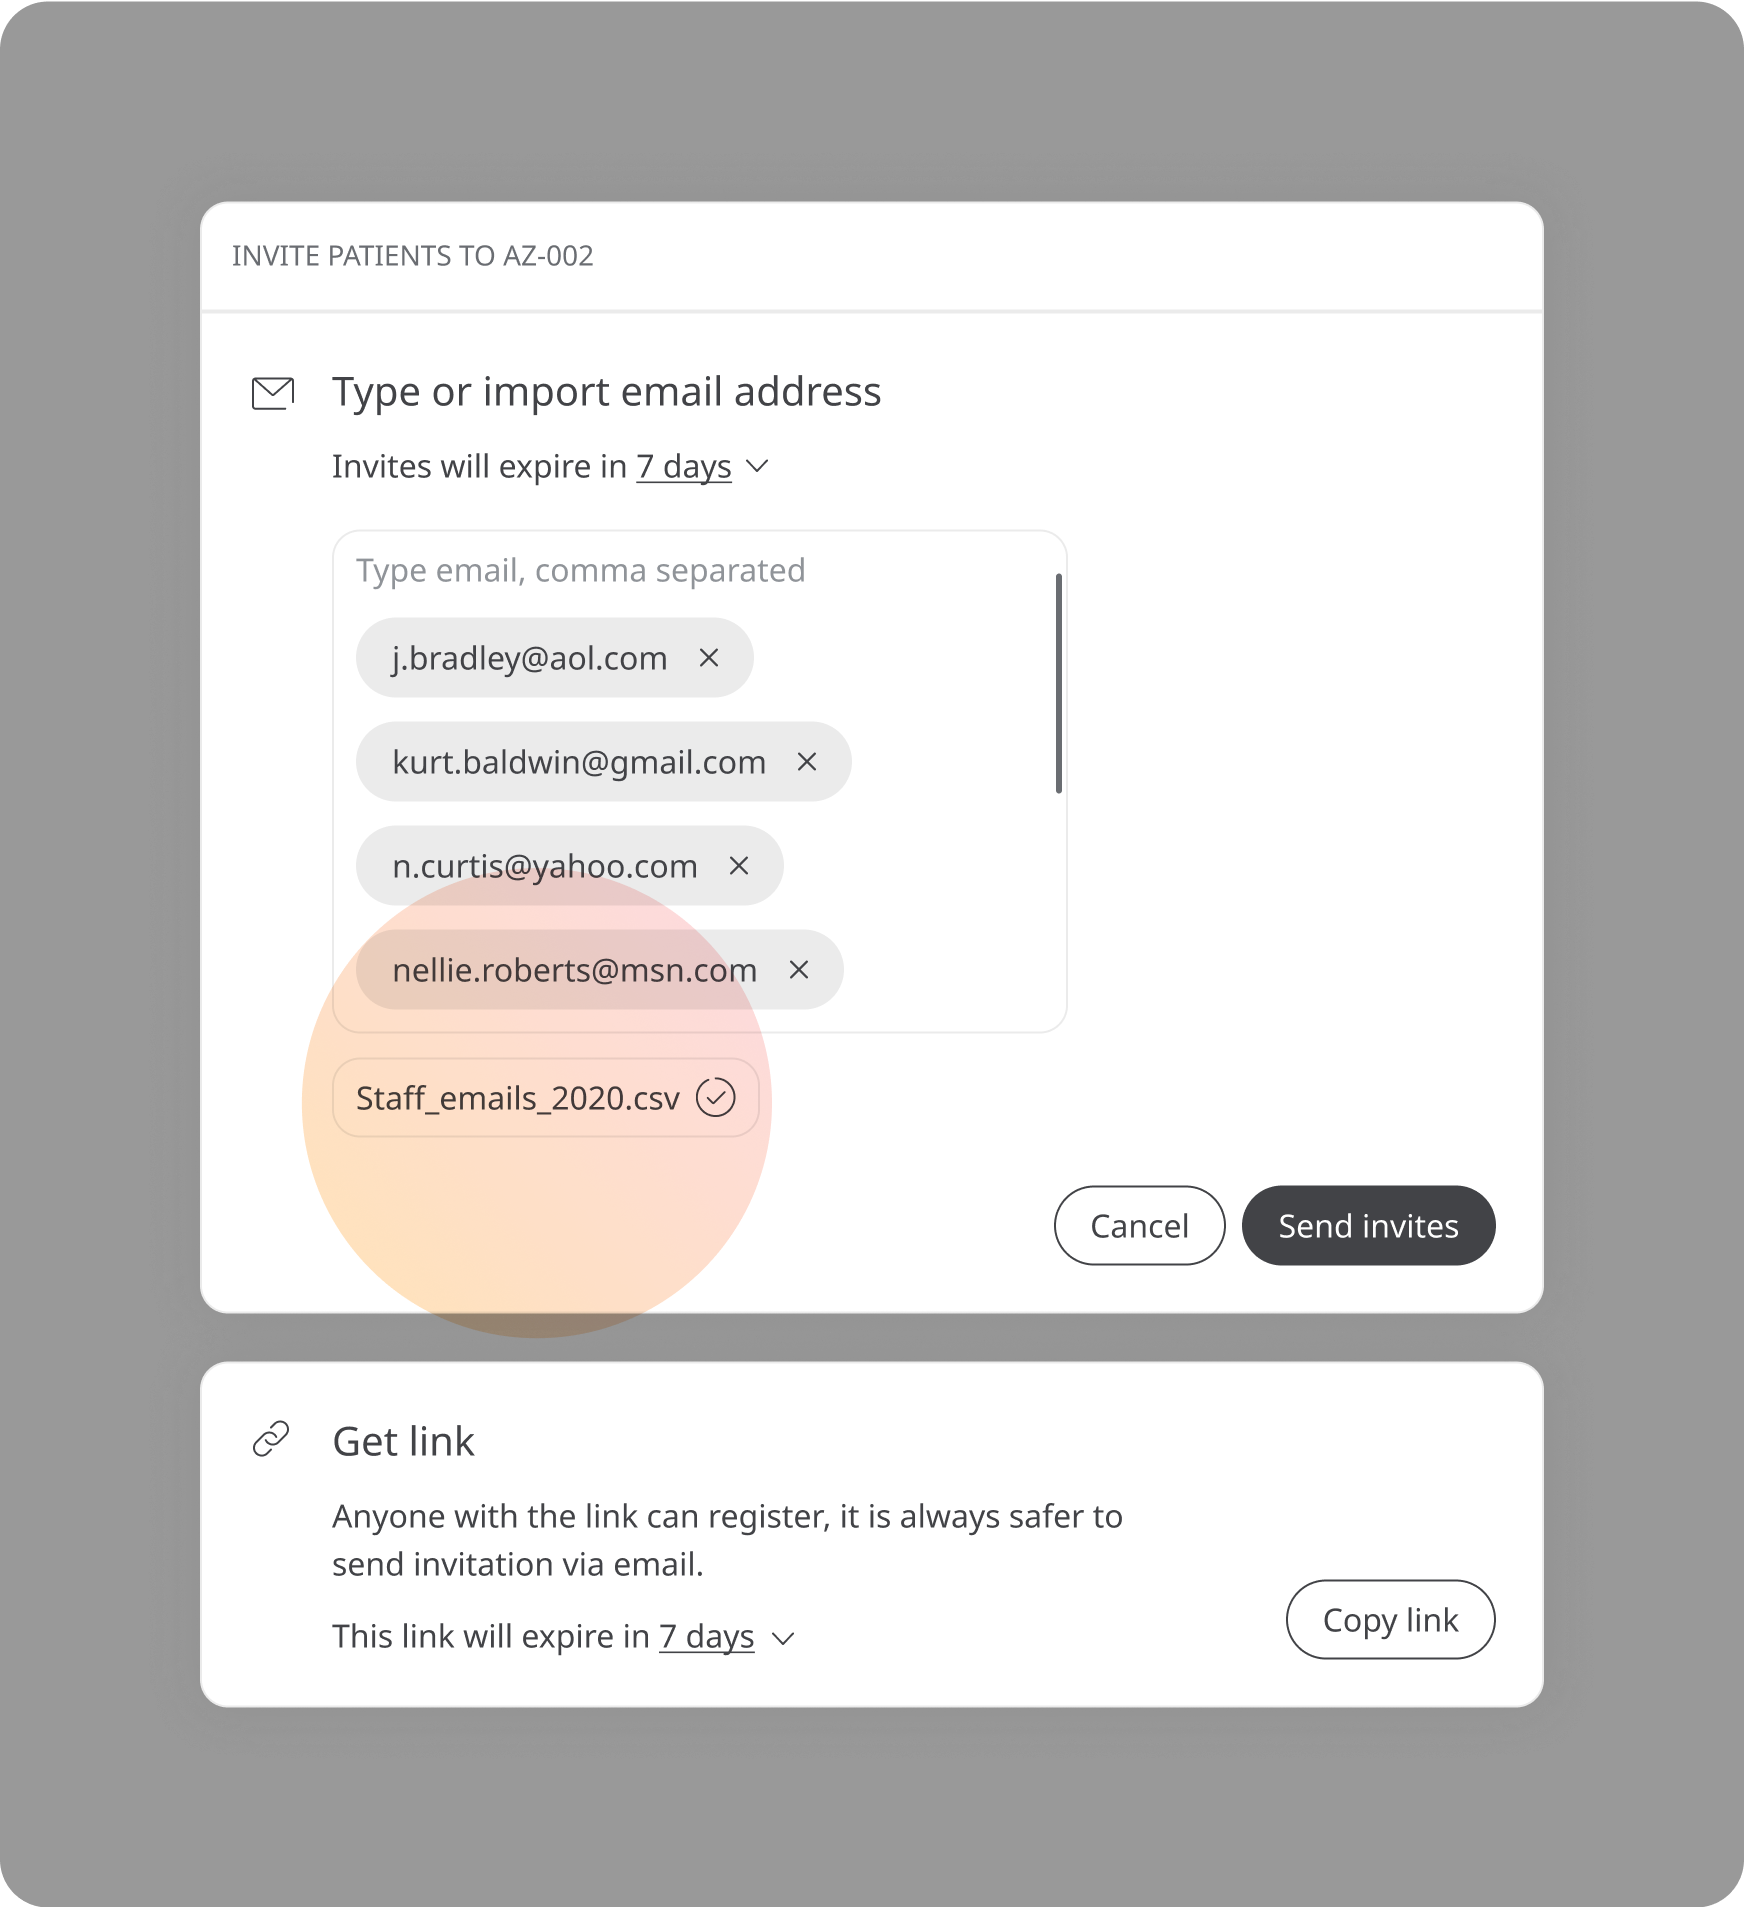 INVITE PATIENTS TO AZ-002
Type or import email address
Invites will expire in 7 days
Type email, comma separated
j.bradley@aol.com
kurt.baldwin@gmail.com
n.curtis@yahoo.com
nellie.roberts@msn.com
Staff_emails_2020.csv
Cancel Send invites
Get link
Anyone with the link can register, it is always safer to
send invitation via email.
This link will expire in 7 days
Copy link